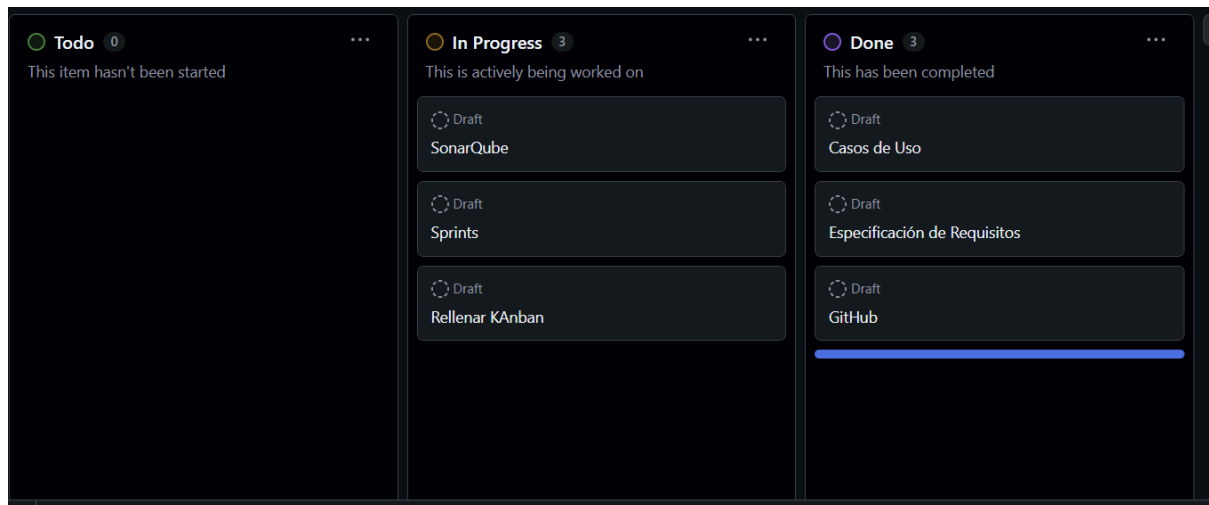 Todo 0
This item hasn't been started
In Progress 3
This is actively being worked on
Draft
SonarQube
Draft
Sprints
Draft
Rellenar KAnban
Done 3
This has been completed
Draft
Casos de Uso
Draft
Especificación de Requisitos
Draft
GitHub